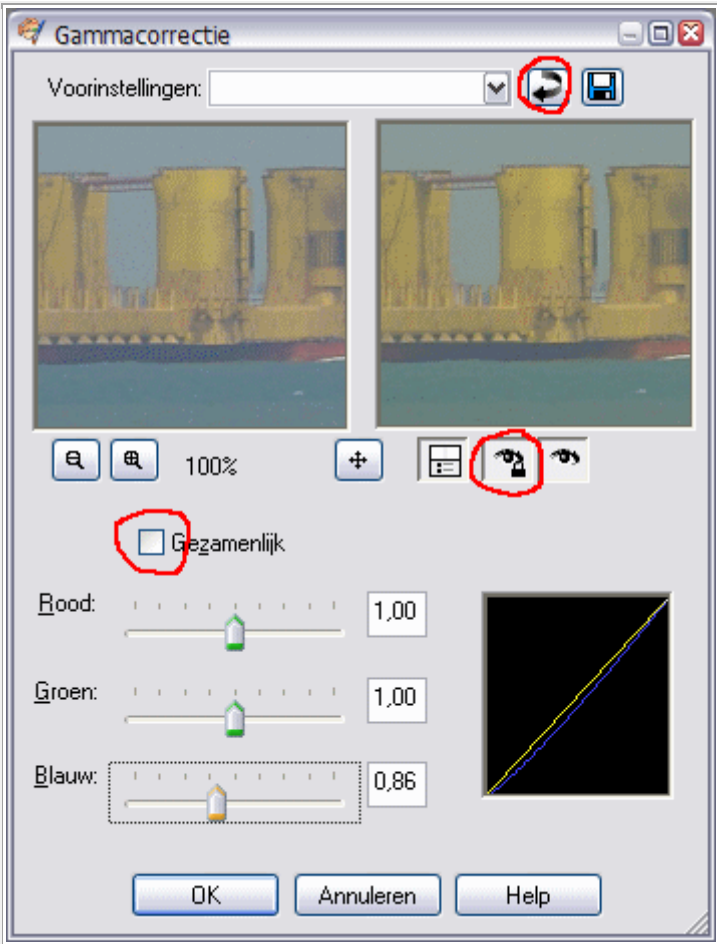 Gammacorrectie
Voorinstellingen:
100%
Gezamenlijk
Rood: 1,00
Groen: 1,00
Blauw: 0,86
OK Annuleren Help